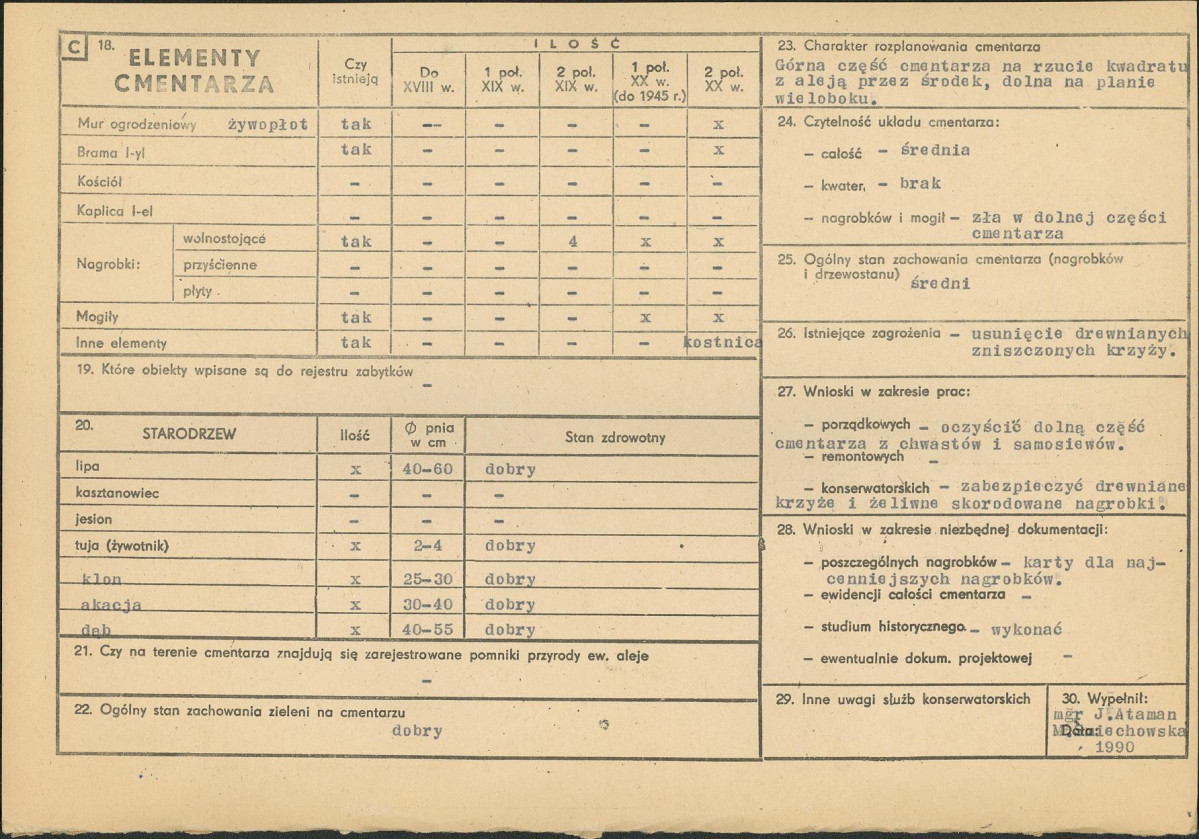 C 18. ELEMENTY
CMENTARZA
Czy
istnieją
ILOŚĆ
Do
XVIII w.
1 poł.
XIX w.
2 poł.
XIX w.
1 poł.
XX w.
(do 1945 r.)
2 poł.
XX w.
Mur ogrodzeniowy żywopłot tak -- - - - x
Brama l-yl tak - - - - x
Kościół - - - - - -
Kaplica l-el - - - - - -
Nagrobki:
wolnostojące tak - - 4 x x
przyścienne - - - - - -
płyty - - - - - -
Mogiły tak - - - x x
Inne elementy tak - - - - kostnica
19. Które obiekty wpisane są do rejestru zabytków
-
20. STARODRZEW Ilość Ø pnia
w cm Stan zdrowotny
lipa x 40-60 dobry
kasztanowiec - - -
jesion - - -
tuja (żywotnik) x 2-4 dobry
klon x 25-30 dobry
akacja x 30-40 dobry
dąb x 40-55 dobry
21. Czy na terenie cmentarza znajdują się zarejestrowane pomniki przyrody ew. aleje
-
22. Ogólny stan zachowania zieleni na cmentarzu
dobry
23. Charakter rozplanowania cmentarza
Górna część cmentarza na rzucie kwadratu
z aleją przez środek, dolna na planie
wieloboku.
24. Czytelność układu cmentarza:
- całość - średnia
- kwater, - brak
- nagrobków i mogił - zła w dolnej części
cmentarza
25. Ogólny stan zachowania cmentarza (nagrobków
i drzewostanu) średni
26. Istniejące zagrożenia - usunięcie drewnianych
zniszczonych krzyży.
27. Wnioski w zakresie prac:
- porządkowych - oczyścić dolną część
cmentarza z chwastów i samosiewów.
- remontowych -
- konserwatorskich - zabezpieczyć drewniane
krzyże i żeliwne skorodowane nagrobki.
28. Wnioski w zakresie niezbędnej dokumentacji:
- poszczególnych nagrobków - karty dla naj-
cenniejszych nagrobków.
- ewidencji całości cmentarza -
- studium historycznego. - wykonać
- ewentualnie dokum. projektowej -
29. Inne uwagi służb konserwatorskich
30. Wypełnił:
mgr J.Ataman
Data:
1990